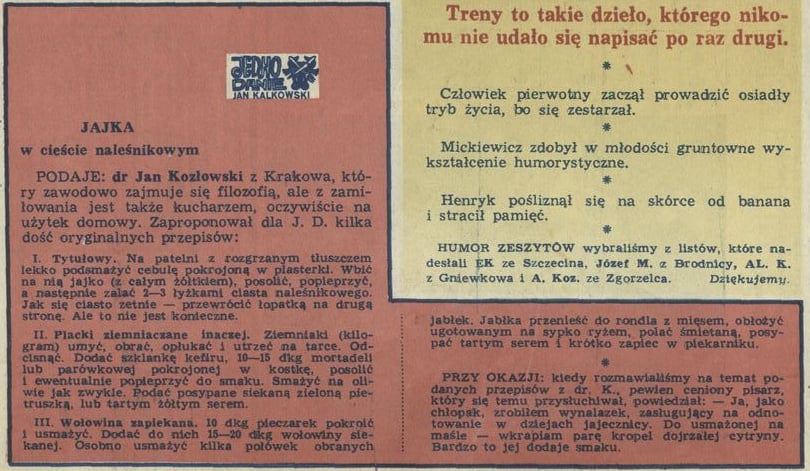 JEDNO
DANIE
JAN KALKOWSKI
JAJKA
w cieście naleśnikowym
PODAJE: dr Jan Kozłowski z Krakowa, któ-
ry zawodowo zajmuje się filozofią, ale z zami-
łowania jest także kucharzem, oczywiście na
użytek domowy. Zaproponował dla J. D. kilka
dość oryginalnych przepisów:
I. Tytułowy. Na patelni z rozgrzanym tłuszczem
lekko podsmażyć cebulę pokrojoną w plasterki. Wbić
na nią jajko (z całym żółtkiem), posolić, popieprzyć,
a następnie zalać 2—3 łyżkami ciasta naleśnikowego.
Jak się ciasto zetnie — przewrócić łopatką na drugą
stronę. Ale to nie jest konieczne.
II. Placki ziemniaczane inaczej. Ziemniaki (kilo-
gram) umyć, obrać, opłukać i utrzeć na tarce. Od-
cisnąć. Dodać szklankę kefiru, 10—15 dkg mortadeli
lub parówkowej pokrojonej w kostkę, posolić
i ewentualnie popieprzyć do smaku. Smażyć na oli-
wie jak zwykle. Podać posypane siekaną zieloną pie-
truszką, lub tartym żółtym serem.
III. Wołowina zapiekana. 10 dkg pieczarek pokroić
i usmażyć. Dodać do nich 15—20 dkg wołowiny sie-
kanej. Osobno usmażyć kilka połówek obranych
jabłek. Jabłka przenieść do rondla z mięsem, obłożyć
ugotowanym na sypko ryżem, polać śmietaną, posy-
pać tartym serem i krótko zapiec w piekarniku.
*
PRZY OKAZJI: kiedy rozmawialiśmy na temat po-
danych przepisów z dr. K., pewien ceniony pisarz,
który się temu przysłuchiwał, powiedział: — Ja, jako
chłopak, zrobiłem wynalazek, zasługujący na odno-
towanie w dziejach jajecznicy. Do usmażonej na
maśle — wkrapiam parę kropel dojrzałej cytryny.
Bardzo to jej dodaje smaku.
Treny to takie dzieło, którego niko-
mu nie udało się napisać po raz drugi.
*
Człowiek pierwotny zaczął prowadzić osiadły
tryb życia, bo się zestarzał.
*
Mickiewicz zdobył w młodości gruntowne wy-
kształcenie humorystyczne.
*
Henryk pośliznął się na skórce od banana
i stracił pamięć.
*
HUMOR ZESZYTÓW wybraliśmy z listów, które na-
desłali EK ze Szczecina, Józef M. z Brodnicy, AL. K.
z Gniewkowa i A. Koz. ze Zgorzelca. Dziękujemy.